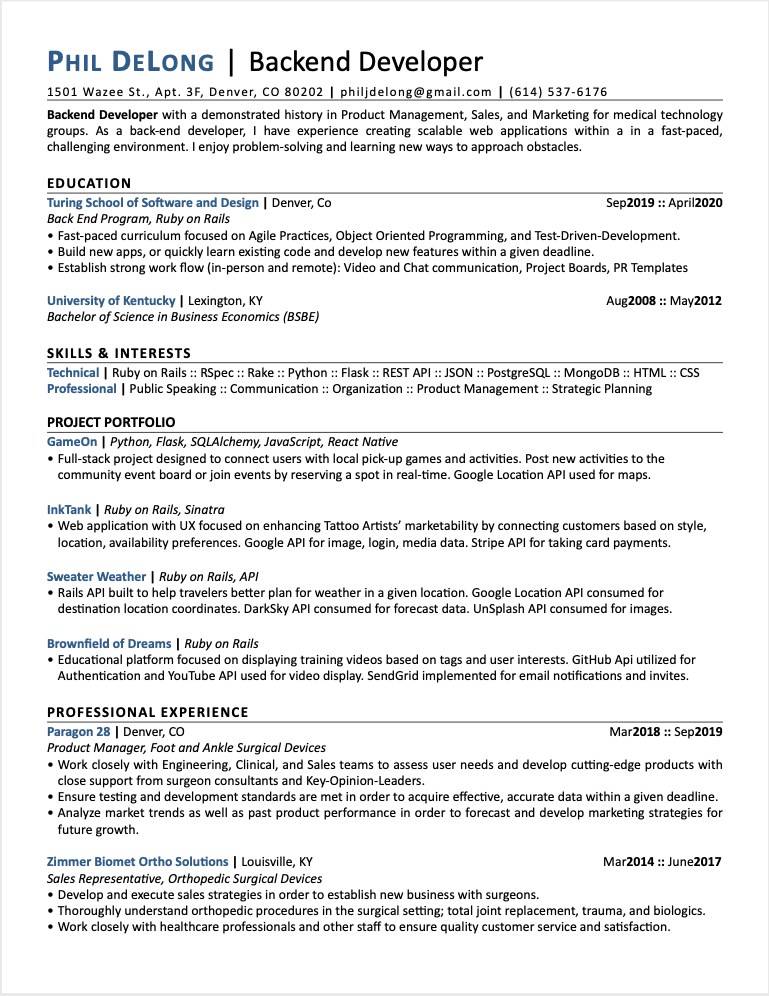 PHIL DELONG | Backend Developer
1501 Wazee St., Apt. 3F, Denver, CO 80202 | philjdelong@gmail.com | (614) 537-6176
Backend Developer with a demonstrated history in Product Management, Sales, and Marketing for medical technology
groups. As a back-end developer, I have experience creating scalable web applications within a in a fast-paced,
challenging environment. I enjoy problem-solving and learning new ways to approach obstacles.
EDUCATION
Turing School of Software and Design | Denver, Co Sep2019 :: April2020
Back End Program, Ruby on Rails
• Fast-paced curriculum focused on Agile Practices, Object Oriented Programming, and Test-Driven-Development.
• Build new apps, or quickly learn existing code and develop new features within a given deadline.
• Establish strong work flow (in-person and remote): Video and Chat communication, Project Boards, PR Templates
University of Kentucky | Lexington, KY Aug2008 :: May2012
Bachelor of Science in Business Economics (BSBE)
SKILLS & INTERESTS
Technical | Ruby on Rails :: RSpec :: Rake :: Python :: Flask :: REST API :: JSON :: PostgreSQL :: MongoDB :: HTML :: CSS
Professional | Public Speaking :: Communication :: Organization :: Product Management :: Strategic Planning
PROJECT PORTFOLIO
GameOn | Python, Flask, SQLAlchemy, JavaScript, React Native
• Full-stack project designed to connect users with local pick-up games and activities. Post new activities to the
community event board or join events by reserving a spot in real-time. Google Location API used for maps.
InkTank | Ruby on Rails, Sinatra
• Web application with UX focused on enhancing Tattoo Artists’ marketability by connecting customers based on style,
location, availability preferences. Google API for image, login, media data. Stripe API for taking card payments.
Sweater Weather | Ruby on Rails, API
• Rails API built to help travelers better plan for weather in a given location. Google Location API consumed for
destination location coordinates. DarkSky API consumed for forecast data. UnSplash API consumed for images.
Brownfield of Dreams | Ruby on Rails
• Educational platform focused on displaying training videos based on tags and user interests. GitHub Api utilized for
Authentication and YouTube API used for video display. SendGrid implemented for email notifications and invites.
PROFESSIONAL EXPERIENCE
Paragon 28 | Denver, CO Mar2018 :: Sep2019
Product Manager, Foot and Ankle Surgical Devices
• Work closely with Engineering, Clinical, and Sales teams to assess user needs and develop cutting-edge products with
close support from surgeon consultants and Key-Opinion-Leaders.
• Ensure testing and development standards are met in order to acquire effective, accurate data within a given deadline.
• Analyze market trends as well as past product performance in order to forecast and develop marketing strategies for
future growth.
Zimmer Biomet Ortho Solutions | Louisville, KY Mar2014 :: June2017
Sales Representative, Orthopedic Surgical Devices
• Develop and execute sales strategies in order to establish new business with surgeons.
• Thoroughly understand orthopedic procedures in the surgical setting; total joint replacement, trauma, and biologics.
• Work closely with healthcare professionals and other staff to ensure quality customer service and satisfaction.